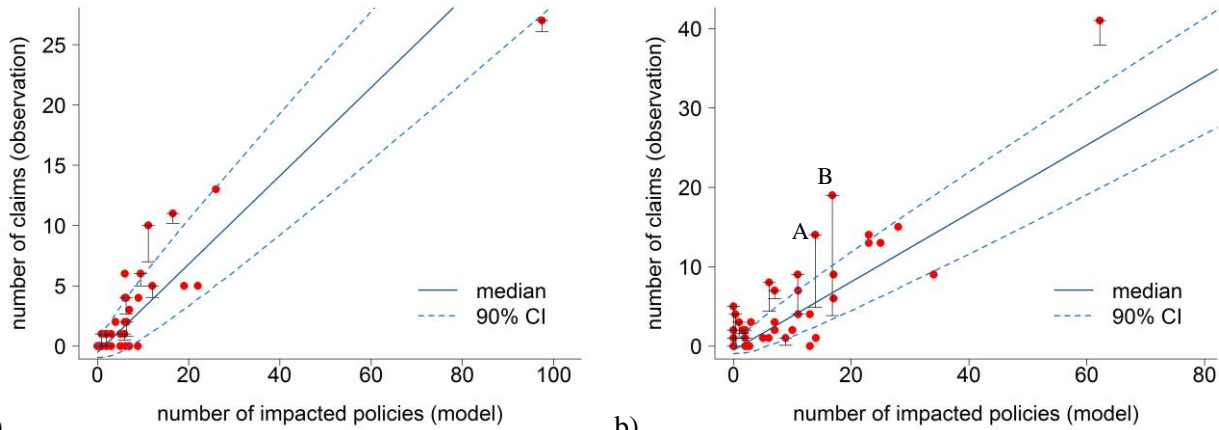 number of claims (observation)
25
20
15
10
5
0
median
90% CI
0 20 40 60 80 100
number of impacted policies (model)
number of claims (observation)
40
30
20
10
0
B
A
median
90% CI
0 20 40 60 80
number of impacted policies (model)
b)